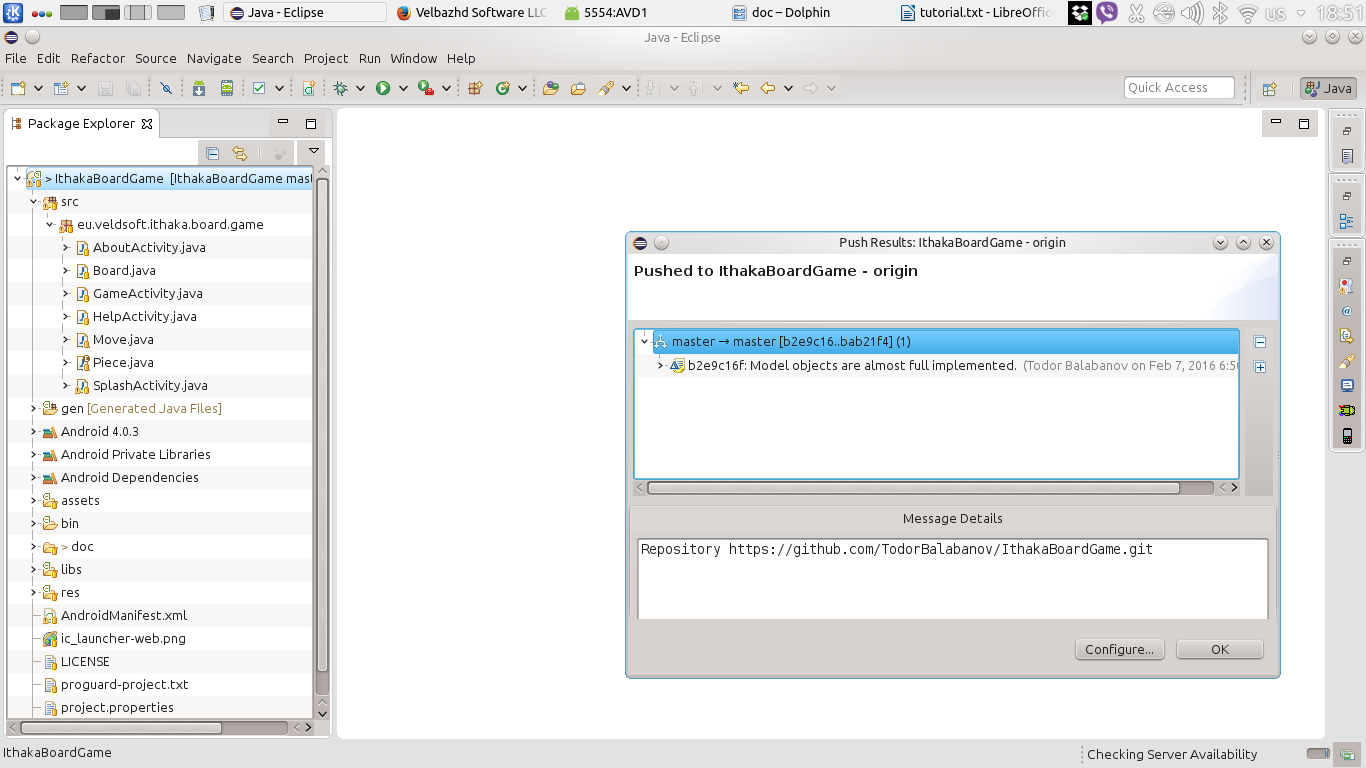 Java - Eclipse
Velbazhd Software LLC
5554:AVD1
doc – Dolphin
tutorial.txt - LibreOffic
us
18:51
Java - Eclipse
File Edit Refactor Source Navigate Search Project Run Window Help
Quick Access
Java
Package Explorer
> IthakaBoardGame [IthakaBoardGame mast
src
eu.veldsoft.ithaka.board.game
AboutActivity.java
Board.java
GameActivity.java
HelpActivity.java
Move.java
Piece.java
SplashActivity.java
gen [Generated Java Files]
Android 4.0.3
Android Private Libraries
Android Dependencies
assets
bin
> doc
libs
res
AndroidManifest.xml
ic_launcher-web.png
LICENSE
proguard-project.txt
project.properties
Push Results: IthakaBoardGame - origin
Pushed to IthakaBoardGame - origin
master → master [b2e9c16..bab21f4] (1)
b2e9c16f: Model objects are almost full implemented. (Todor Balabanov on Feb 7, 2016 6:50
Message Details
Repository https://github.com/TodorBalabanov/IthakaBoardGame.git
Configure...
OK
IthakaBoardGame
Checking Server Availability